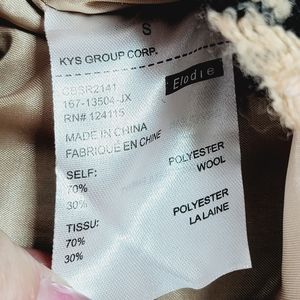 S
KYS GROUP CORP.
CBSR2141
167-13504-JX
Elodie
RN# 124115
MADE IN CHINA
FABRIQUÉ EN CHINE
SELF:
70% POLYESTER
30% WOOL
TISSU:
70% POLYESTER
30% LA LAINE